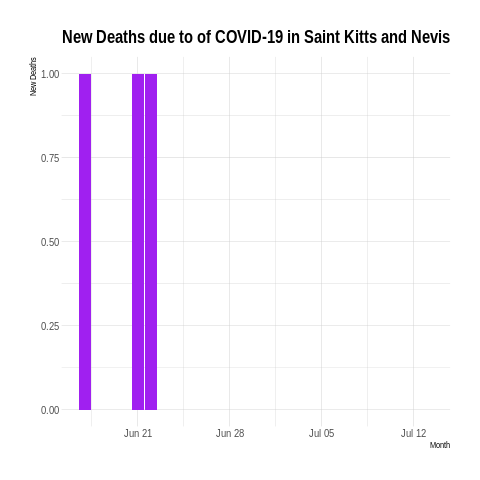 New Deaths due to of COVID-19 in Saint Kitts and Nevis
New Deaths
1.00
0.75
0.50
0.25
0.00
Jun 21
Jun 28
Jul 05
Jul 12
Month